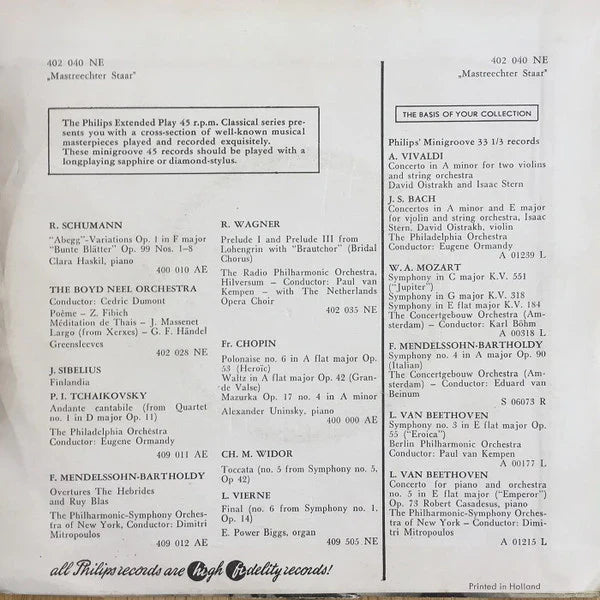 402 040 NE
„Mastreechter Staar"
The Philips Extended Play 45 r.p.m. Classical series pre-
sents you with a cross-section of well-known musical
masterpieces played and recorded exquisitely.
These minigroove 45 records should be played with a
longplaying sapphire or diamond-stylus.
R. SCHUMANN
"Abegg"-Variations Op. 1 in F major
"Bunte Blätter" Op. 99 Nos. 1–8
Clara Haskil, piano
400 010 AE
THE BOYD NEEL ORCHESTRA
Conductor: Cedric Dumont
Poème – Z. Fibich
Méditation de Thais – J. Massenet
Largo (from Xerxes) – G. F. Händel
Greensleeves
402 028 NE
J. SIBELIUS
Finlandia
P. I. TCHAIKOVSKY
Andante cantabile (from Quartet
no. 1 in D major Op. 11)
The Philadelphia Orchestra
Conductor: Eugene Ormandy
409 011 AE
F. MENDELSSOHN-BARTHOLDY
Overtures The Hebrides
and Ruy Blas
The Philharmonic-Symphony Orches-
tra of New York, Conductor: Dimitri
Mitropoulos
409 012 AE
R. WAGNER
Prelude I and Prelude III from
Lohengrin with "Brautchor" (Bridal
Chorus)
The Radio Philharmonic Orchestra,
Hilversum – Conductor: Paul van
Kempen – with The Netherlands
Opera Choir
402 035 NE
Fr. CHOPIN
Polonaise no. 6 in A flat major Op.
53 (Heroïc)
Waltz in A flat major Op. 42 (Gran-
de Valse)
Mazurka Op. 17 no. 4 in A minor
Alexander Uninsky, piano
400 000 AE
CH. M. WIDOR
Toccata (no. 5 from Symphony no. 5,
Op 42)
L. VIERNE
Final (no. 6 from Symphony no. 1,
Op. 14)
E. Power Biggs, organ
409 505 NE
all Philips records are high fidelity records!
402 040 NE
„Mastreechter Staar"
THE BASIS OF YOUR COLLECTION
Philips' Minigroove 33 1/3 records
A. VIVALDI
Concerto in A minor for two violins
and string orchestra
David Oistrakh and Isaac Stern
J. S. BACH
Concertos in A minor and E major
for violin and string orchestra, Isaac
Stern, David Oistrakh, violin
The Philadelphia Orchestra
Conductor: Eugene Ormandy
A 01239 L
W. A. MOZART
Symphony in C major K.V. 551
("Jupiter")
Symphony in G major K.V. 318
Symphony in E flat major K.V. 184
The Concertgebouw Orchestra (Am-
sterdam) – Conductor: Karl Böhm
A 00318 L
F. MENDELSSOHN-BARTHOLDY
Symphony no. 4 in A major Op. 90
(Italian)
The Concertgebouw Orchestra (Am-
sterdam) – Conductor: Eduard van
Beinum
S 06073 R
L. VAN BEETHOVEN
Symphony no. 3 in E flat major Op.
55 ("Eroica")
Berlin Philharmonic Orchestra
Conductor: Paul van Kempen
A 00177 L
L. VAN BEETHOVEN
Concerto for piano and orchestra
no. 5 in E flat major ("Emperor")
Op. 73 Robert Casadesus, piano
The Philharmonic-Symphony Orches-
tra of New York – Conductor: Dimi-
tri Mitropoulos
A 01215 L
Printed in Holland